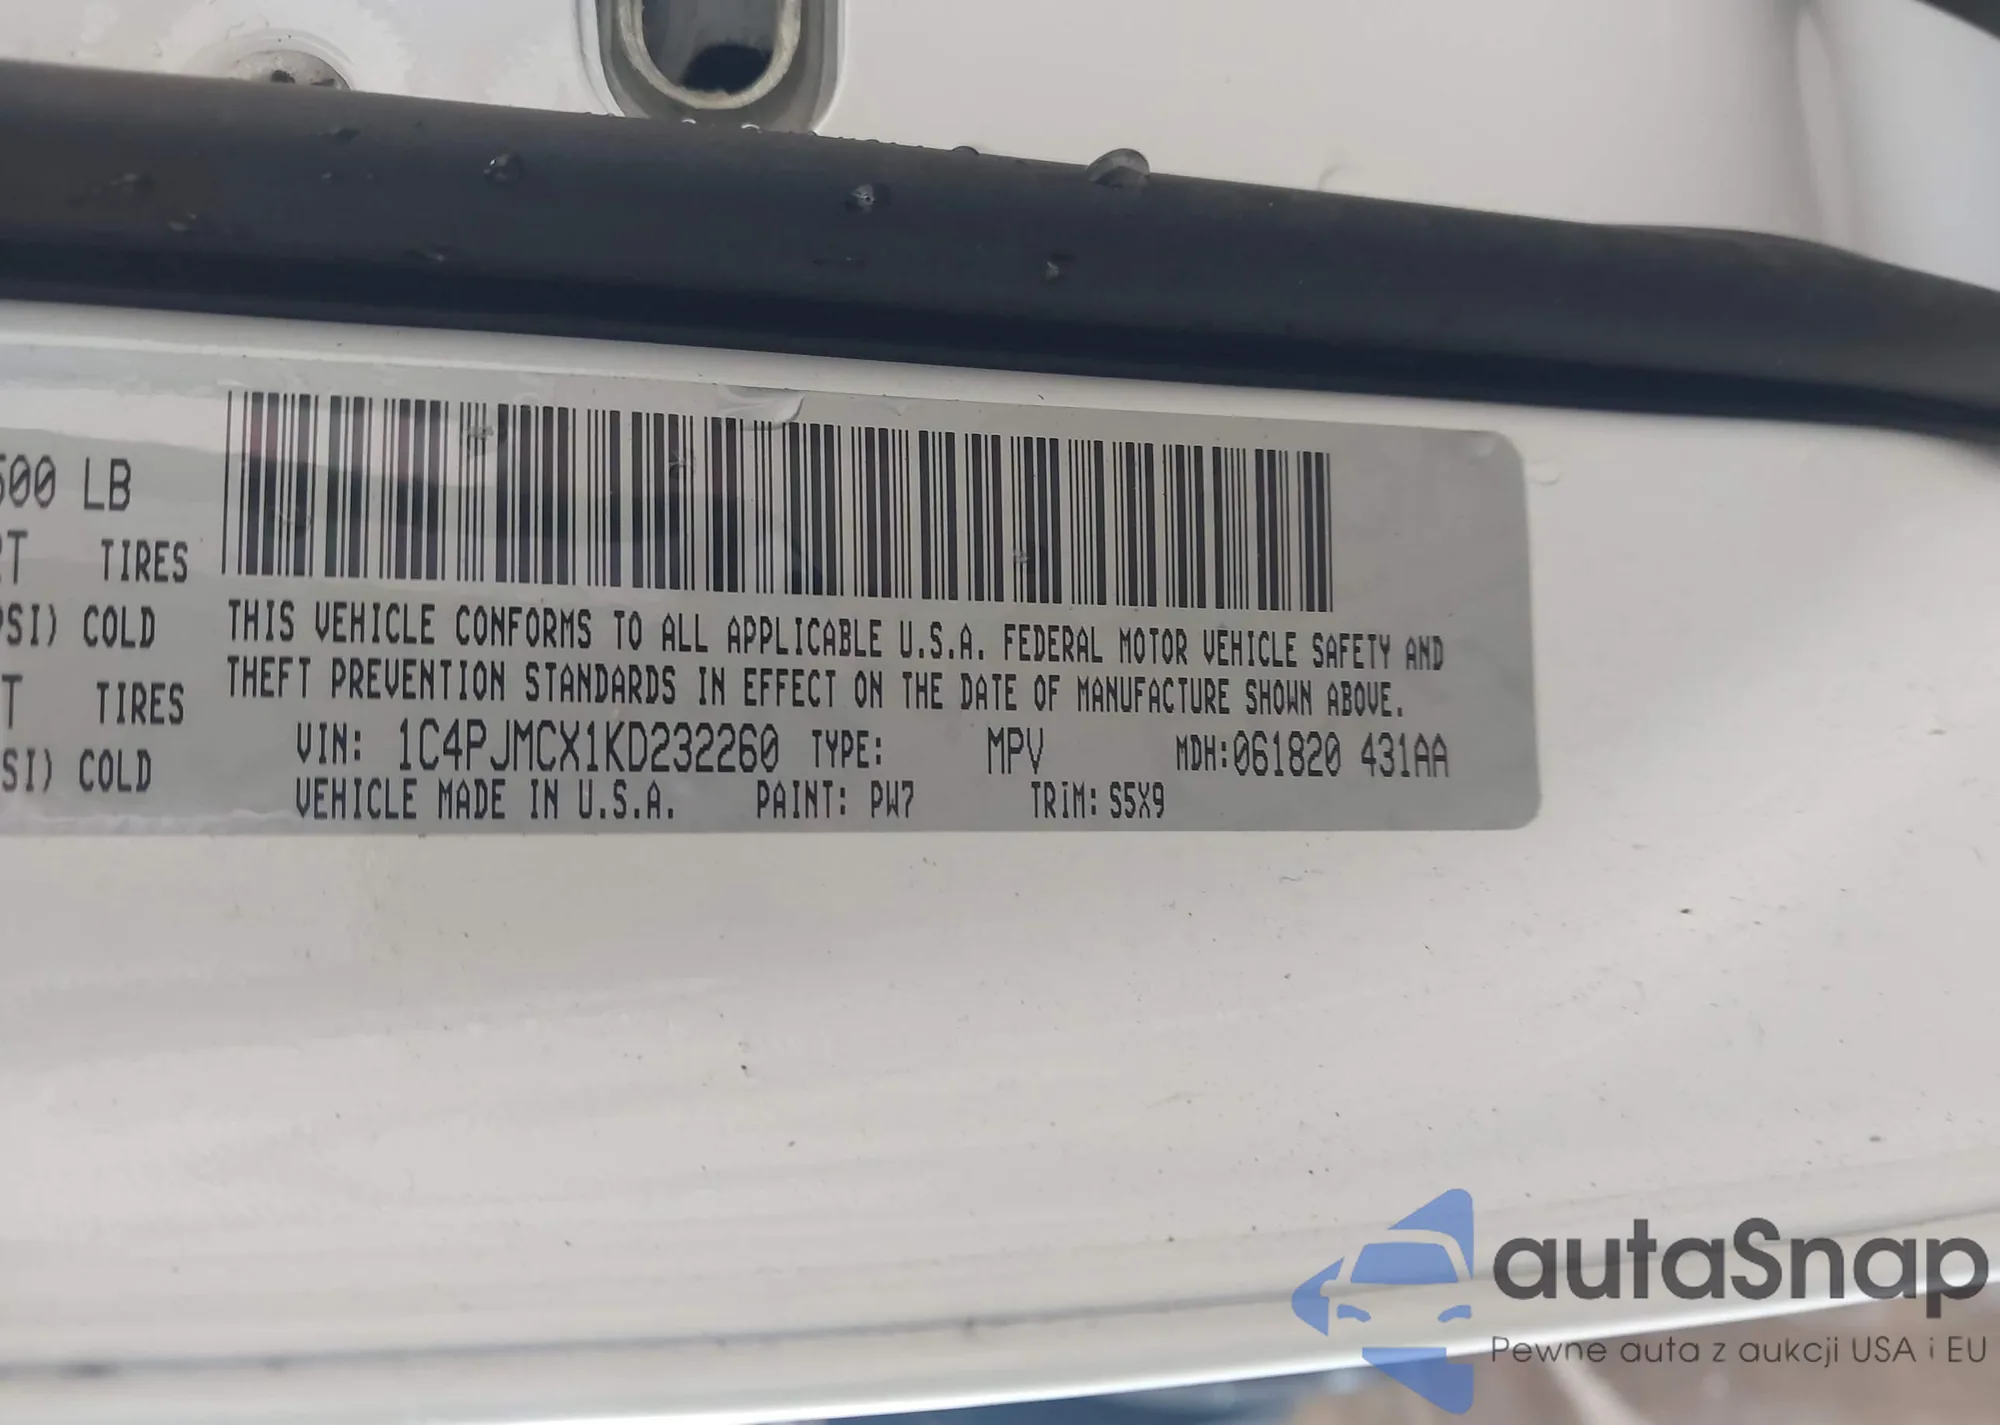 500 LB
RT TIRES
PSI) COLD
T TIRES
SI) COLD
THIS VEHICLE CONFORMS TO ALL APPLICABLE U.S.A. FEDERAL MOTOR VEHICLE SAFETY AND
THEFT PREVENTION STANDARDS IN EFFECT ON THE DATE OF MANUFACTURE SHOWN ABOVE.
VIN: 1C4PJMCX1KD232260 TYPE: MPV MDH:061820 431AA
VEHICLE MADE IN U.S.A. PAINT: PW7 TRIM: S5X9
autaSnap
Pewne auta z aukcji USA i EU